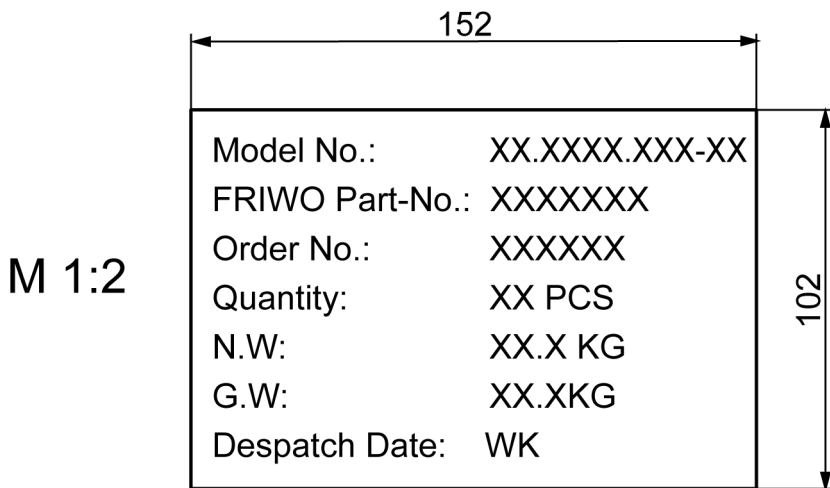 152
Model No.: XX.XXXX.XXX-XX
FRIWO Part-No.: XXXXXXX
Order No.: XXXXXX
M 1:2
Quantity: XX PCS
102
N.W: XX.X KG
G.W: XX.XKG
Despatch Date: WK